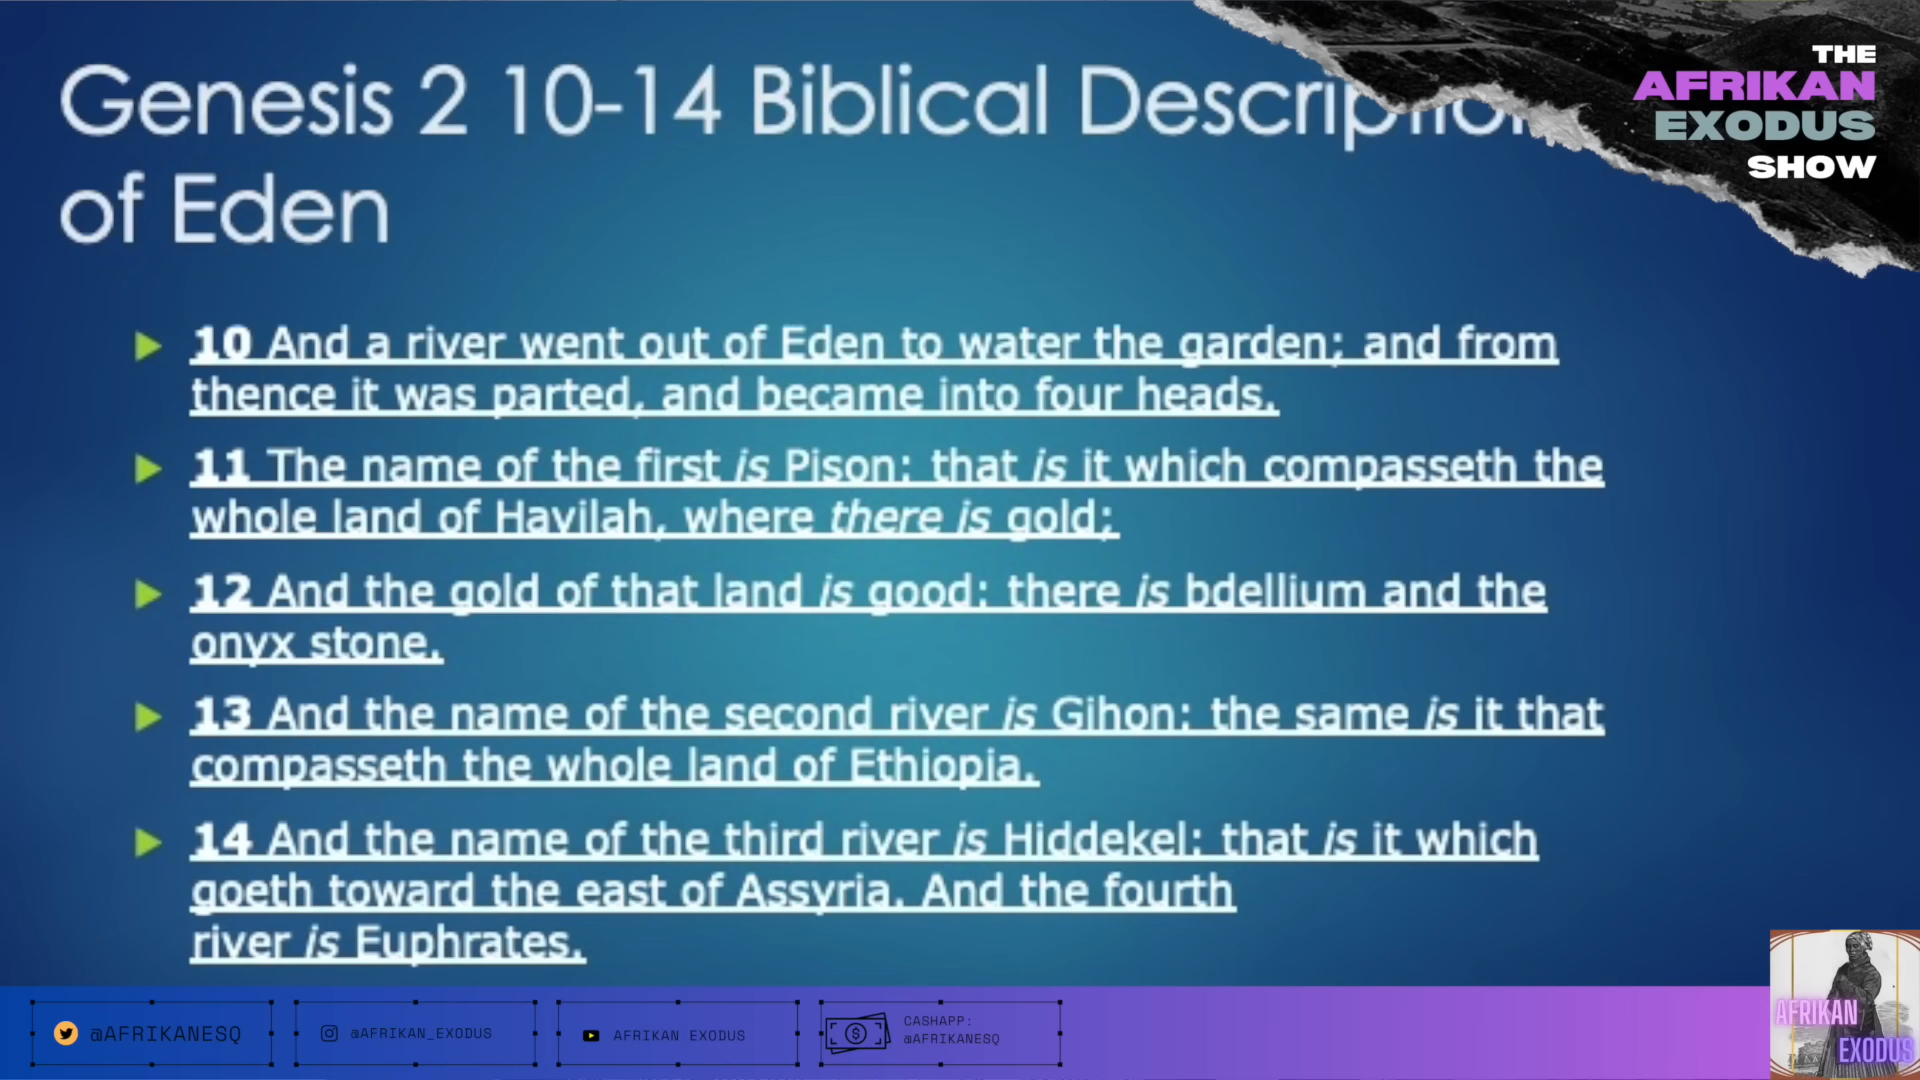 Genesis 2 10-14 Biblical Description
of Eden
THE
AFRIKAN
EXODUS
SHOW
10 And a river went out of Eden to water the garden; and from
thence it was parted, and became into four heads.
11 The name of the first is Pison: that is it which compasseth the
whole land of Havilah, where there is gold;
12 And the gold of that land is good: there is bdellium and the
onyx stone.
13 And the name of the second river is Gihon: the same is it that
compasseth the whole land of Ethiopia.
14 And the name of the third river is Hiddekel: that is it which
goeth toward the east of Assyria. And the fourth
river is Euphrates.
@AFRIKANESQ
@AFRIKAN_EXODUS
AFRIKAN EXODUS
CASHAPP:
@AFRIKANESQ
AFRIKAN
EXODUS